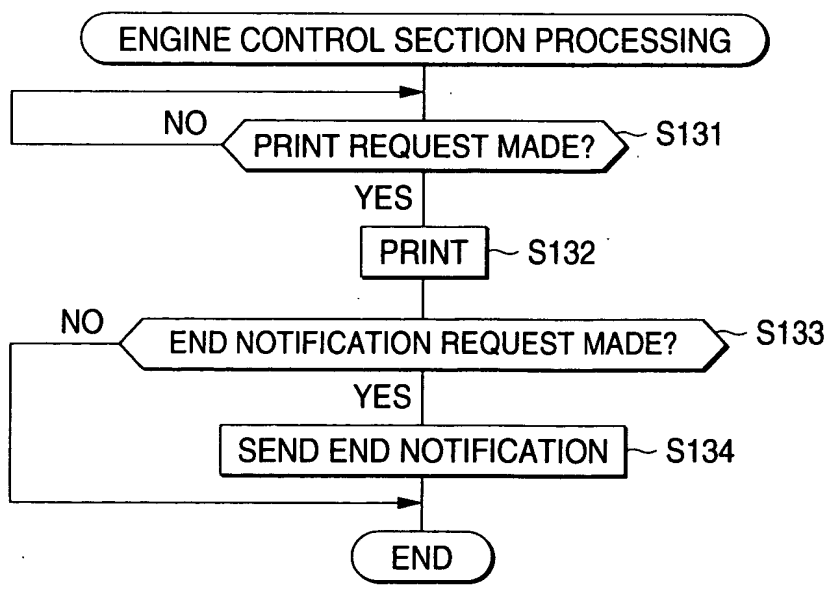 ENGINE CONTROL SECTION PROCESSING
NO
PRINT REQUEST MADE?
S131
YES
PRINT
S132
NO
END NOTIFICATION REQUEST MADE?
S133
YES
SEND END NOTIFICATION
S134
END